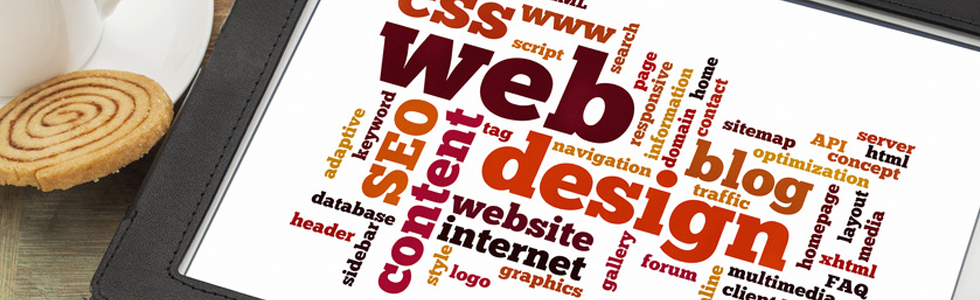 css
www
script
search
web
page
responsive
information
home
domain
contact
sitemap
API
server
html
concept
optimization
adaptive
keyword
SEO
content
tag
navigation
design
blog
traffic
homepage
layout
media
xhtml
FAQ
database
header
sidebar
website
internet
style
logo
graphics
gallery
forum
multimedia